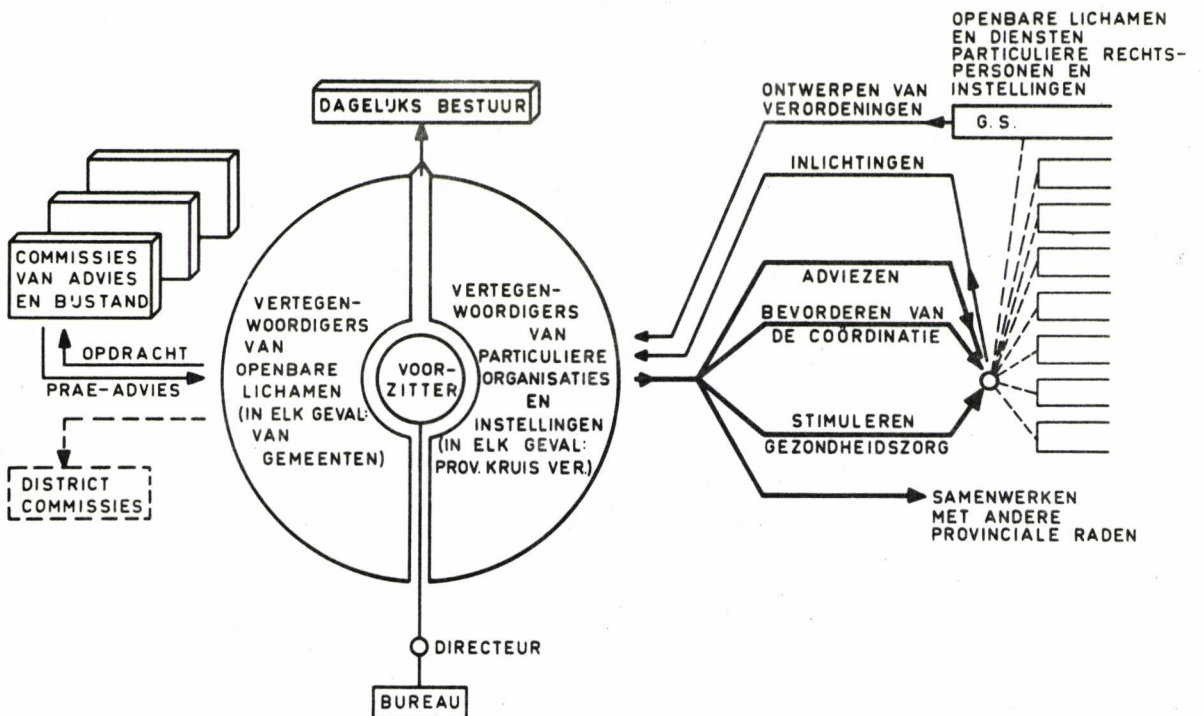 OPENBARE LICHAMEN
EN DIENSTEN
PARTICULIERE RECHTS-
PERSONEN EN
INSTELLINGEN
G.S.
DAGELIJKS BESTUUR
ONTWERPEN VAN
VERORDENINGEN
INLICHTINGEN
COMMISSIES
VAN ADVIES
EN BIJSTAND
OPDRACHT
PRAE-ADVIES
DISTRICT
COMMISSIES
VERTEGEN-
WOORDIGERS
VAN
OPENBARE
LICHAMEN
(IN ELK GEVAL:
VAN
GEMEENTEN)
VOOR-
ZITTER
VERTEGEN-
WOORDIGERS
VAN
PARTICULIERE
ORGANISATIES
EN
INSTELLINGEN
(IN ELK GEVAL:
PROV. KRUIS VER.)
ADVIEZEN
BEVORDEREN VAN
DE COÖRDINATIE
STIMULEREN
GEZONDHEIDSZORG
SAMENWERKEN
MET ANDERE
PROVINCIALE RADEN
DIRECTEUR
BUREAU